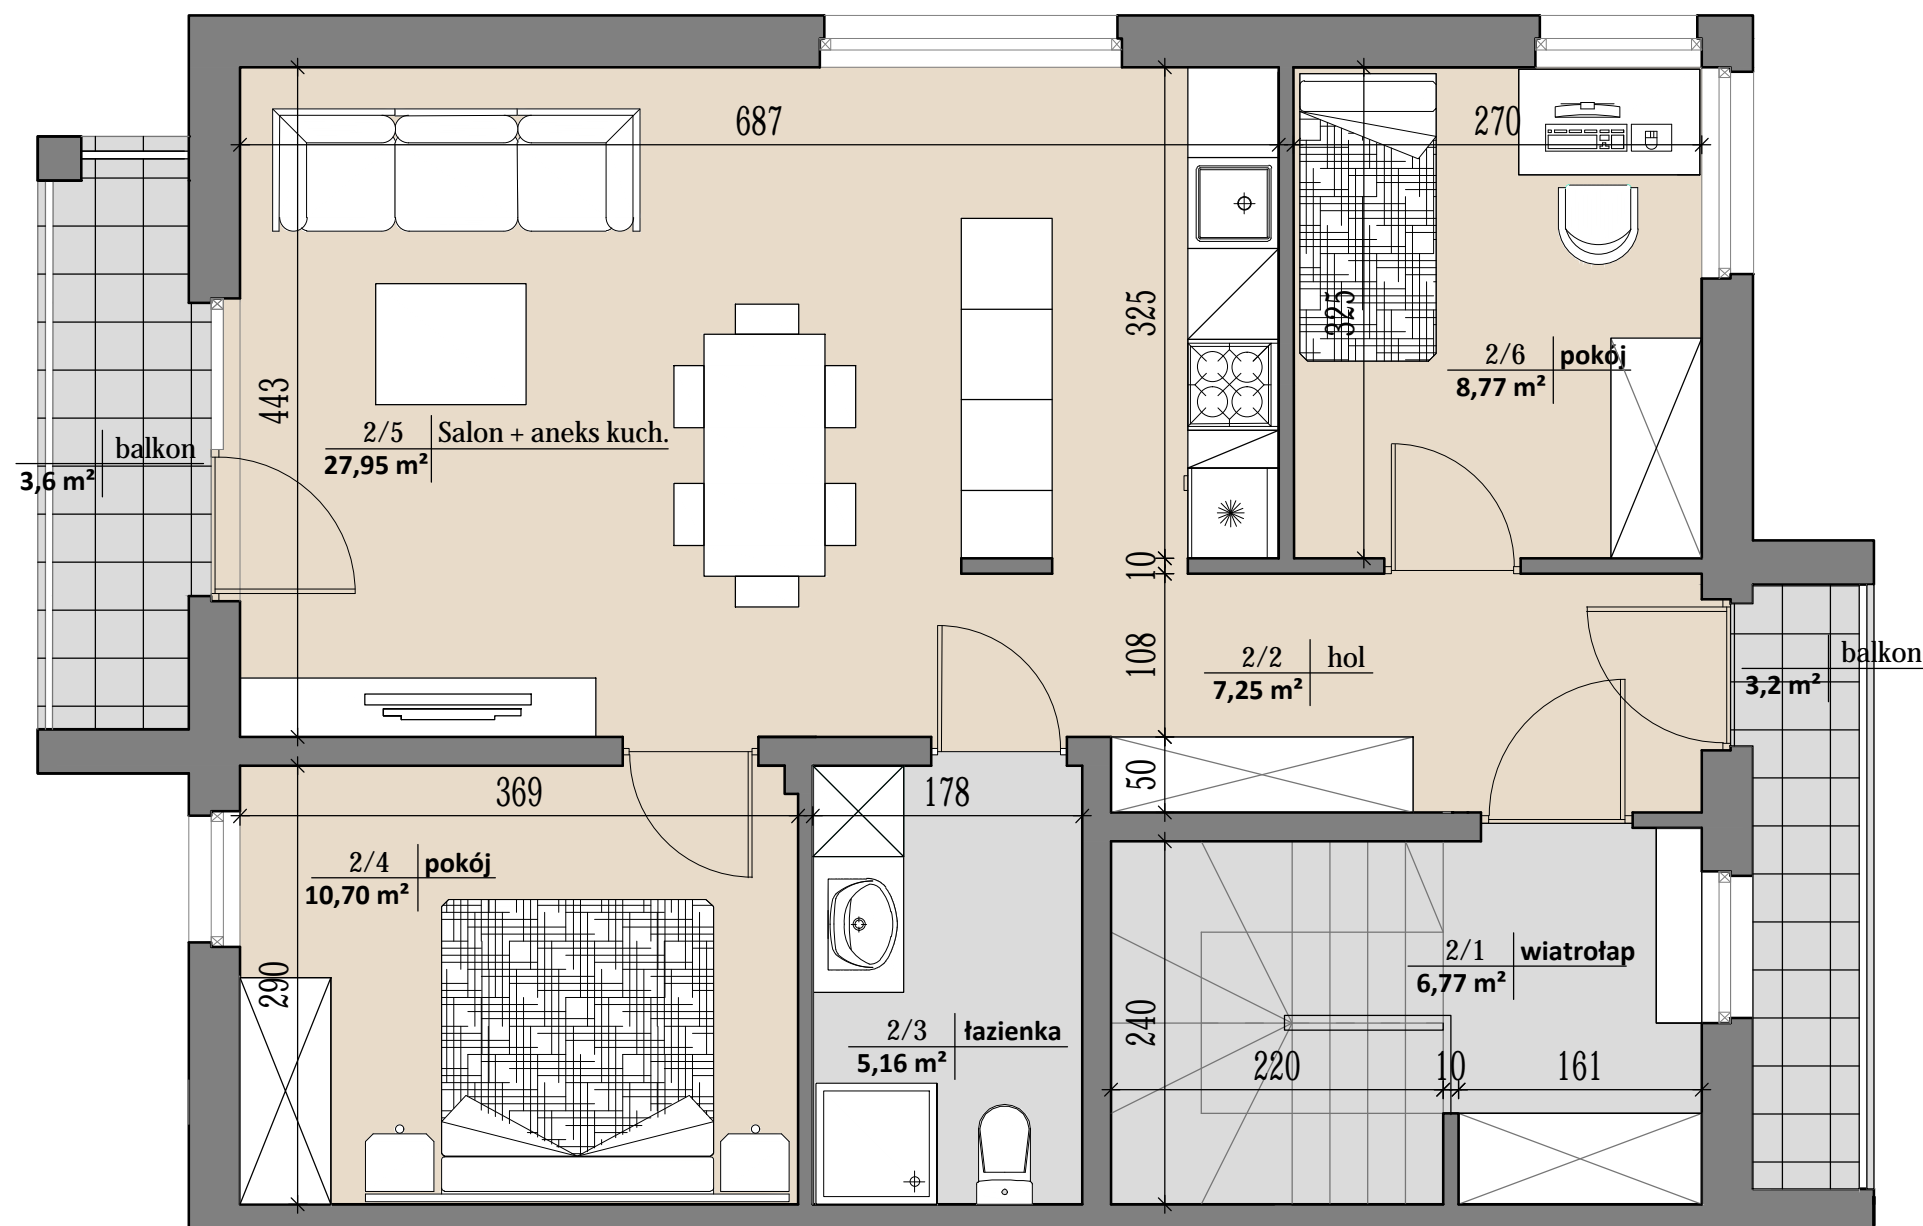 687
270
325
325
443
2/5 Salon + aneks kuch.
27,95 m²
2/6 pokój
8,77 m²
balkon
3,6 m²
10
108
2/2 hol
7,25 m²
balkon
3,2 m²
50
369
178
2/4 pokój
10,70 m²
290
2/3 łazienka
5,16 m²
240
2/1 wiatrołap
6,77 m²
220
10
161